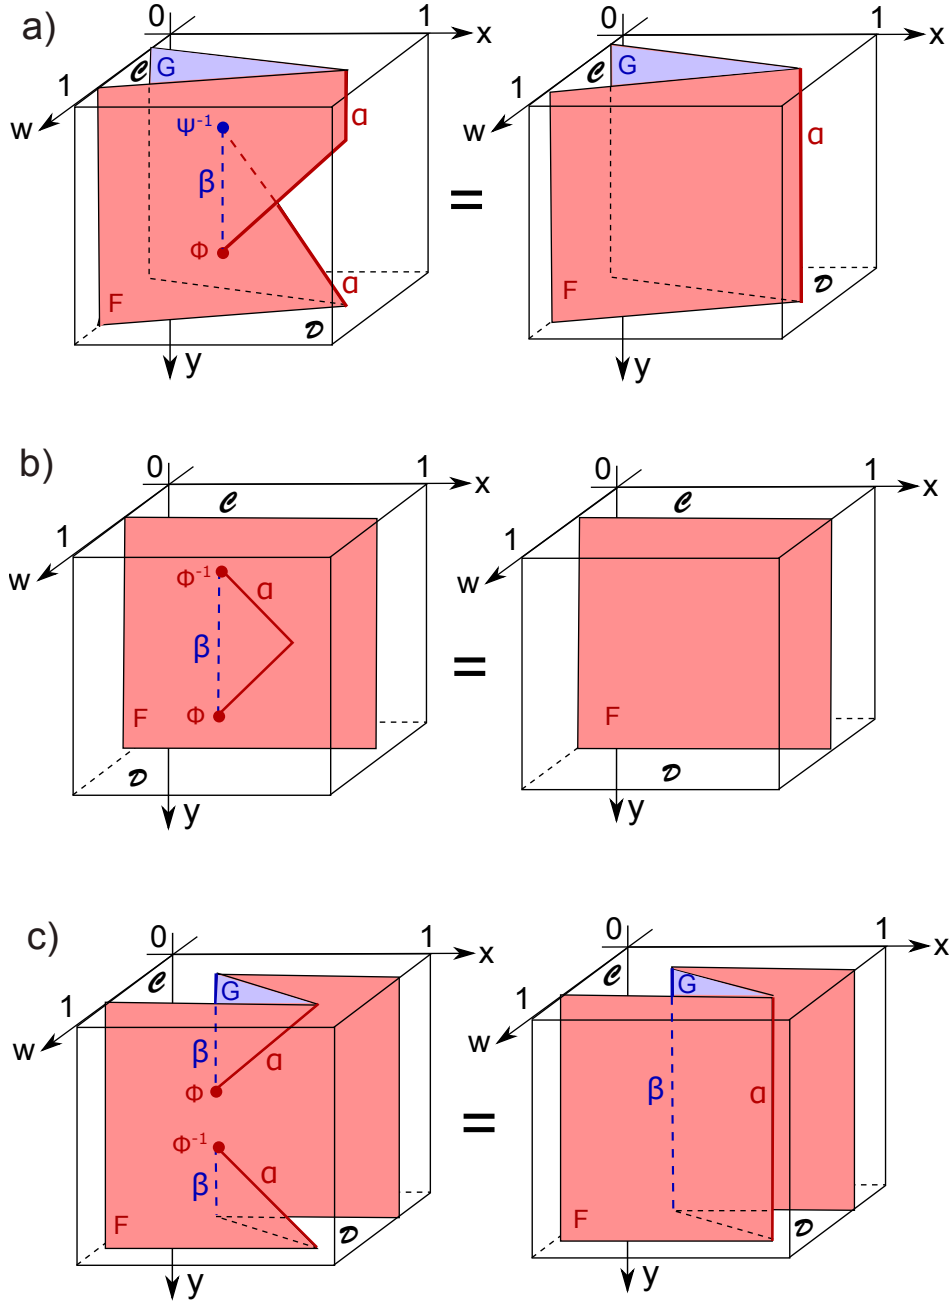 a)
0 1 x
1 𝒞 G
w
Ψ⁻¹ α
β
Φ
F α
𝒟
y
=
0 1 x
1 𝒞 G
w
α
F
𝒟
y
b)
0 1 x
𝒞
1
w
Φ⁻¹ α
β
F Φ
𝒟
y
=
0 1 x
𝒞
1
w
F
𝒟
y
c)
0 1 x
𝒞
1 G
w
β α
Φ
Φ⁻¹
β α
F
𝒟
y
=
0 1 x
𝒞
1 G
w
β α
F
𝒟
y